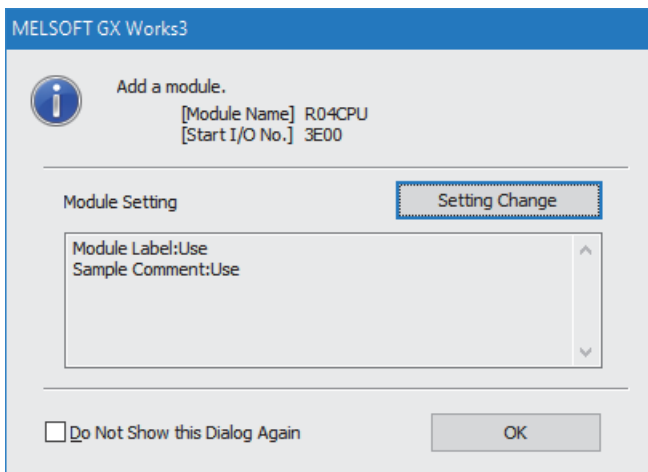 MELSOFT GX Works3
Add a module.
[Module Name] R04CPU
[Start I/O No.] 3E00
Module Setting
Setting Change
Module Label:Use
Sample Comment:Use
Do Not Show this Dialog Again
OK